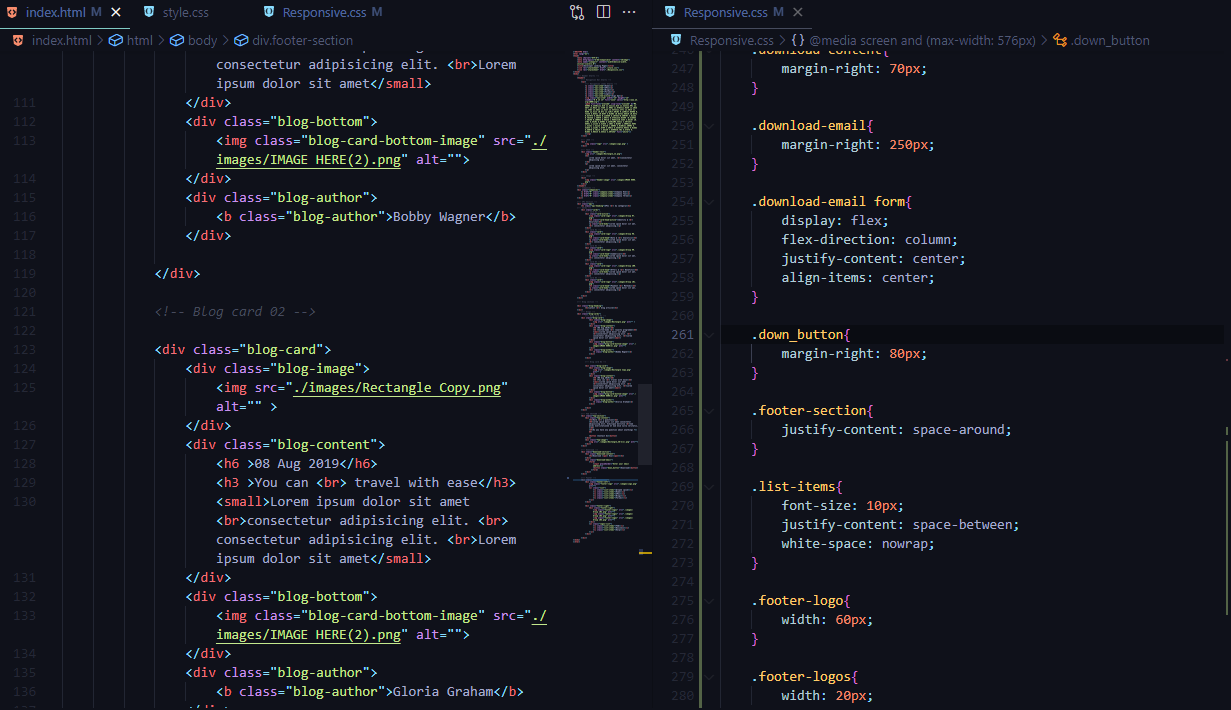 index.html M
style.css
Responsive.css M
index.html > html > body > div.footer-section
consectetur adipisicing elit. <br>Lorem
ipsum dolor sit amet</small>
111 </div>
112 <div class="blog-bottom">
113 <img class="blog-card-bottom-image" src="./
images/IMAGE HERE(2).png" alt="">
114 </div>
115 <div class="blog-author">
116 <b class="blog-author">Bobby Wagner</b>
117 </div>
118
119 </div>
120
121 <!-- Blog card 02 -->
122
123 <div class="blog-card">
124 <div class="blog-image">
125 <img src="./images/Rectangle Copy.png"
alt="" >
126 </div>
127 <div class="blog-content">
128 <h6 >08 Aug 2019</h6>
129 <h3 >You can <br> travel with ease</h3>
130 <small>Lorem ipsum dolor sit amet
<br>consectetur adipisicing elit. <br>
consectetur adipisicing elit. <br>Lorem
ipsum dolor sit amet</small>
131 </div>
132 <div class="blog-bottom">
133 <img class="blog-card-bottom-image" src="./
images/IMAGE HERE(2).png" alt="">
134 </div>
135 <div class="blog-author">
136 <b class="blog-author">Gloria Graham</b>
Responsive.css M
Responsive.css > {} @media screen and (max-width: 576px) > .down_button
246 .download-content{
247 margin-right: 70px;
248 }
249
250 .download-email{
251 margin-right: 250px;
252 }
253
254 .download-email form{
255 display: flex;
256 flex-direction: column;
257 justify-content: center;
258 align-items: center;
259 }
260
261 .down_button{
262 margin-right: 80px;
263 }
264
265 .footer-section{
266 justify-content: space-around;
267 }
268
269 .list-items{
270 font-size: 10px;
271 justify-content: space-between;
272 white-space: nowrap;
273 }
274
275 .footer-logo{
276 width: 60px;
277 }
278
279 .footer-logos{
280 width: 20px;